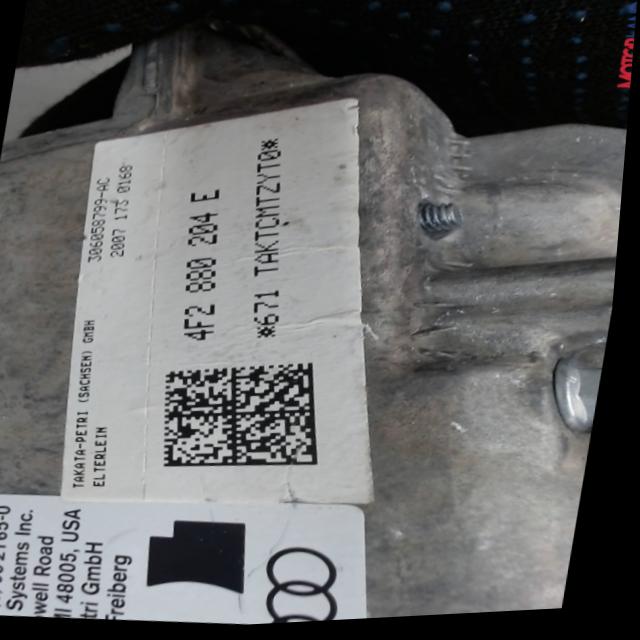 306058799-AC
2007 173 0168
4F2 880 204 E
*671 TAKTCMTZYT0*
TAKATA-PETRI (SACHSEN) GMBH
ELTERLEIN
Systems Inc.
well Road
MI 48005, USA
tri GmbH
Freiberg